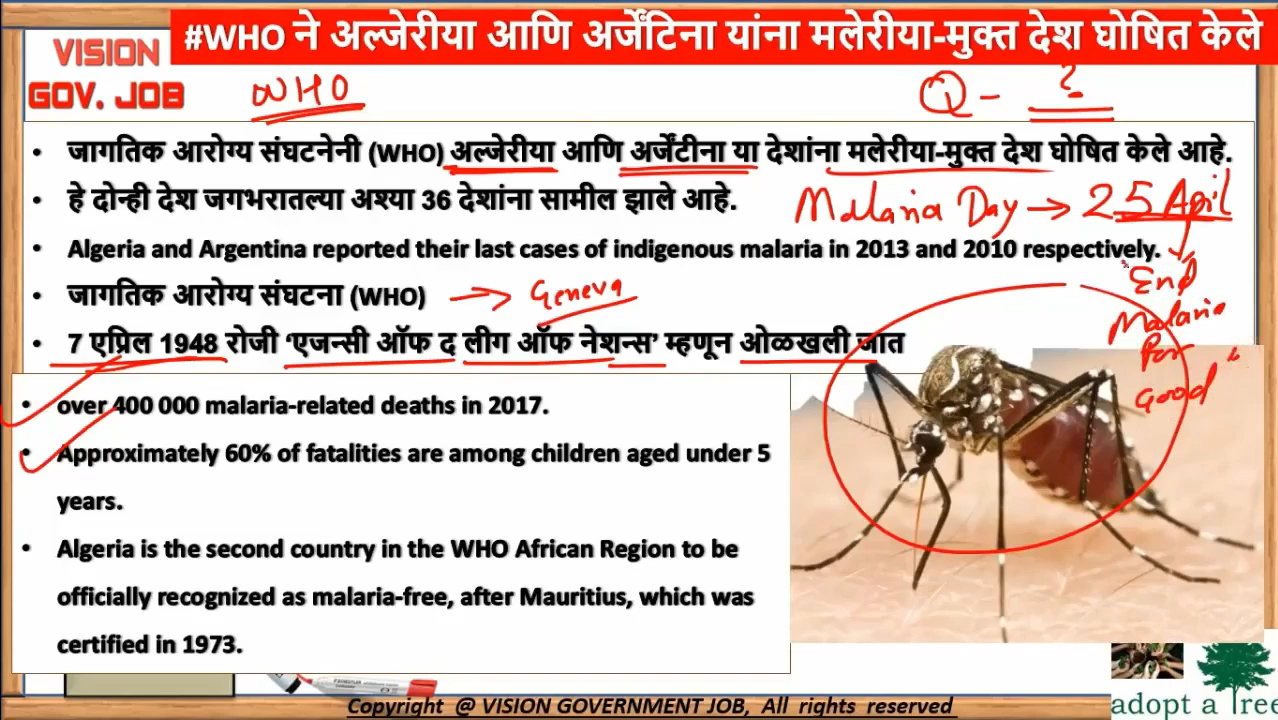 #WHO ने अल्जेरीया आणि अर्जेंटिना यांना मलेरीया-मुक्त देश घोषित केले
VISION
GOV. JOB
WHO
Q - ?
• जागतिक आरोग्य संघटनेनी (WHO) अल्जेरीया आणि अर्जेंटीना या देशांना मलेरीया-मुक्त देश घोषित केले आहे.
• हे दोन्ही देश जगभरातल्या अश्या 36 देशांना सामील झाले आहे.
Malaria Day → 25 April
• Algeria and Argentina reported their last cases of indigenous malaria in 2013 and 2010 respectively.
• जागतिक आरोग्य संघटना (WHO) → Geneva
End
Malaria
For
Good
• 7 एप्रिल 1948 रोजी ‘एजन्सी ऑफ द लीग ऑफ नेशन्स’ म्हणून ओळखली जात
• over 400 000 malaria-related deaths in 2017.
• Approximately 60% of fatalities are among children aged under 5
years.
• Algeria is the second country in the WHO African Region to be
officially recognized as malaria-free, after Mauritius, which was
certified in 1973.
Copyright @ VISION GOVERNMENT JOB, All rights reserved
adopt a Tree